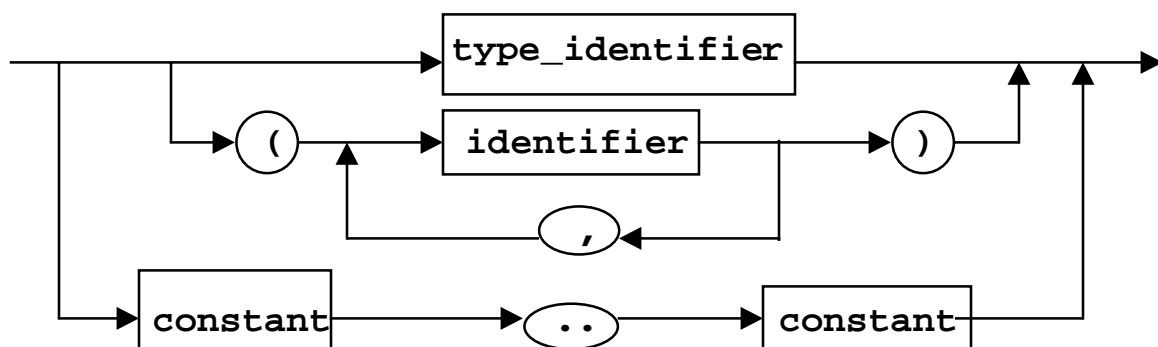 type_identifier
( identifier )
,
constant .. constant